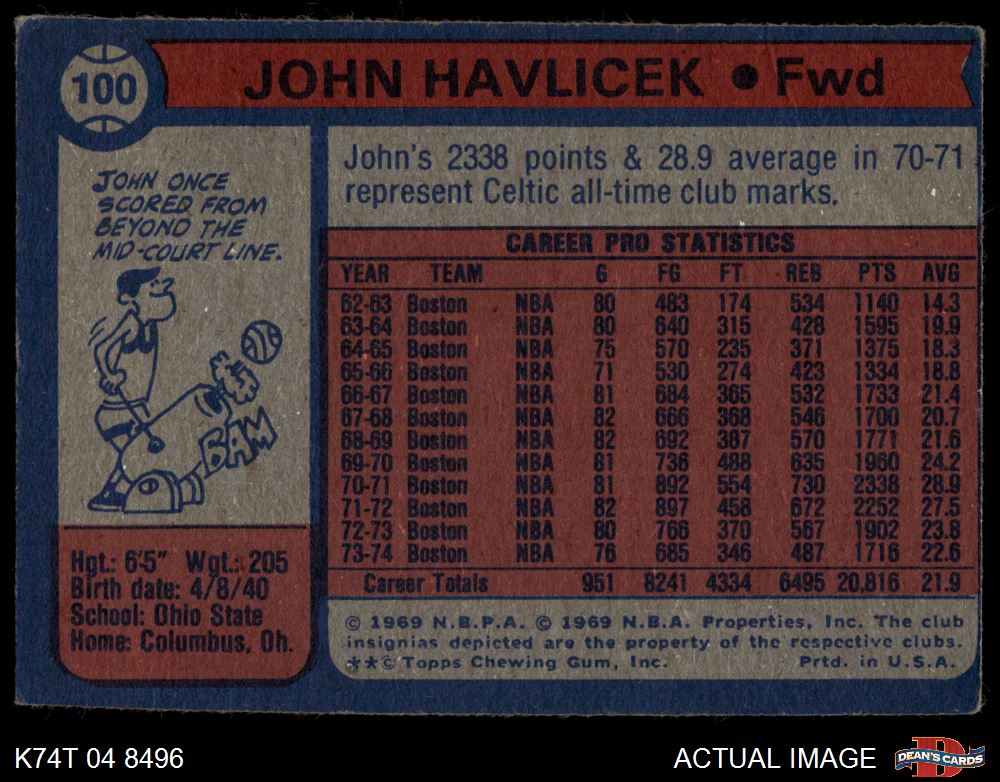 100
JOHN HAVLICEK ● Fwd
JOHN ONCE
SCORED FROM
BEYOND THE
MID-COURT LINE.
BAM
Hgt.: 6'5" Wgt.: 205
Birth date: 4/8/40
School: Ohio State
Home: Columbus, Oh.
John's 2338 points & 28.9 average in 70-71
represent Celtic all-time club marks.
CAREER PRO STATISTICS
YEAR TEAM G FG FT REB PTS AVG
62-63 Boston NBA 80 483 174 534 1140 14.3
63-64 Boston NBA 80 640 315 428 1595 19.9
64-65 Boston NBA 75 570 235 371 1375 18.3
65-66 Boston NBA 71 530 274 423 1334 18.8
66-67 Boston NBA 81 684 365 532 1733 21.4
67-68 Boston NBA 82 666 368 546 1700 20.7
68-69 Boston NBA 82 692 387 570 1771 21.6
69-70 Boston NBA 81 736 488 635 1960 24.2
70-71 Boston NBA 81 892 554 730 2338 28.9
71-72 Boston NBA 82 897 458 672 2252 27.5
72-73 Boston NBA 80 766 370 567 1902 23.8
73-74 Boston NBA 76 685 346 487 1716 22.6
Career Totals 951 8241 4334 6495 20,816 21.9
© 1969 N.B.P.A. © 1969 N.B.A. Properties, Inc. The club
insignias depicted are the property of the respective clubs.
**© Topps Chewing Gum, Inc. Prtd. in U.S.A.
K74T 04 8496
ACTUAL IMAGE
D
DEAN'S CARDS